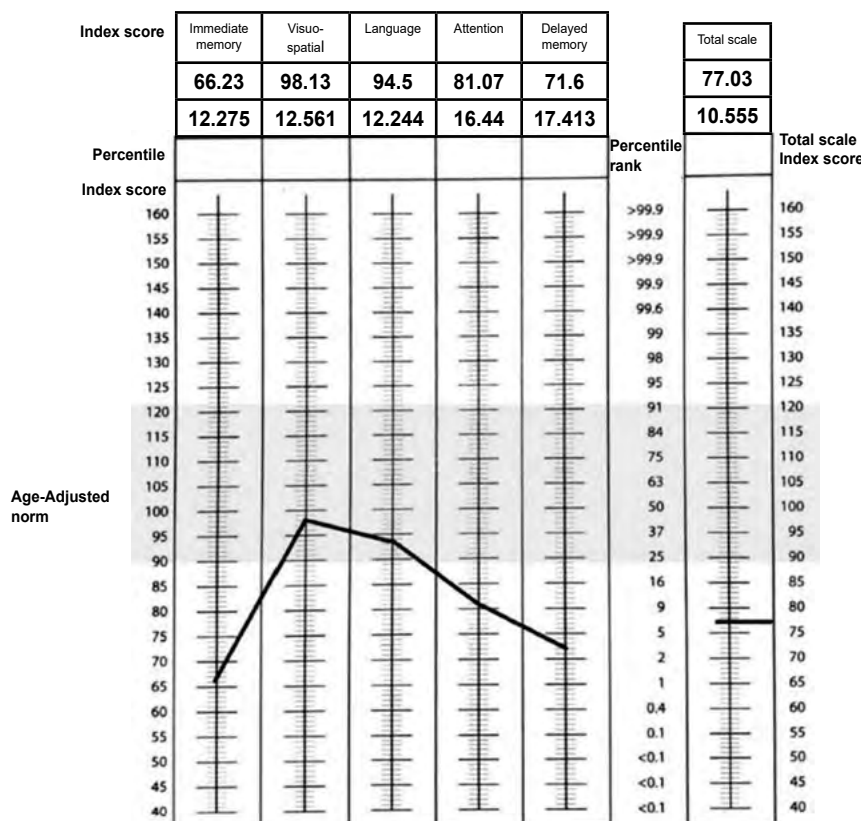 Index score
Immediate memory
Visuo-spatial
Language
Attention
Delayed memory
Total scale
66.23 98.13 94.5 81.07 71.6 77.03
12.275 12.561 12.244 16.44 17.413 10.555
Percentile
Percentile rank
Total scale Index score
Index score
160 >99.9 160
155 >99.9 155
150 >99.9 150
145 99.9 145
140 99.6 140
135 99 135
130 98 130
125 95 125
120 91 120
115 84 115
110 75 110
105 63 105
Age-Adjusted norm
100 50 100
95 37 95
90 25 90
85 16 85
80 9 80
75 5 75
70 2 70
65 1 65
60 0.4 60
55 0.1 55
50 <0.1 50
45 <0.1 45
40 <0.1 40